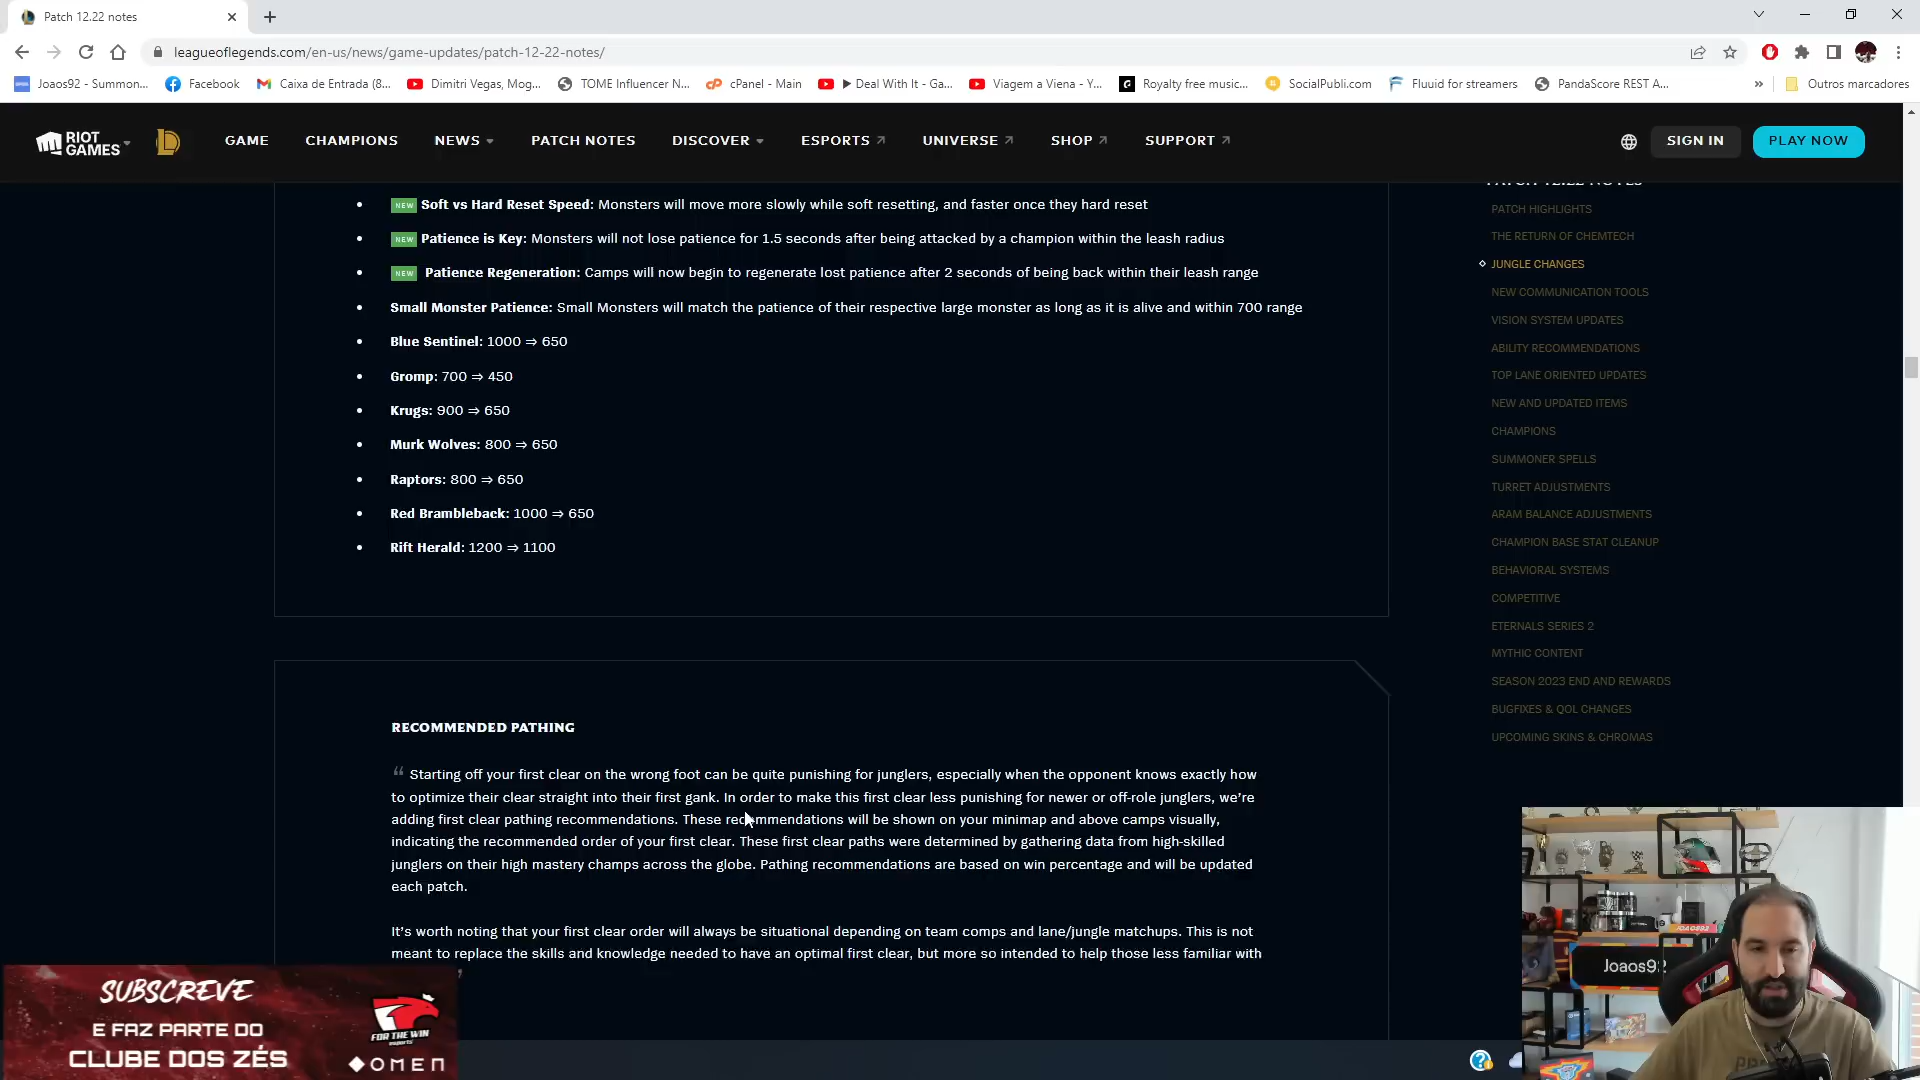 Patch 12.22 notes
leagueoflegends.com/en-us/news/game-updates/patch-12-22-notes/
Joaos92 - Summon...
Facebook
Caixa de Entrada (8...
Dimitri Vegas, Mog...
TOME Influencer N...
cPanel - Main
▶ Deal With It - Ga...
Viagem a Viena - Y...
Royalty free music...
SocialPubli.com
Fluuid for streamers
PandaScore REST A...
»
Outros marcadores
RIOT GAMES
GAME
CHAMPIONS
NEWS
PATCH NOTES
DISCOVER
ESPORTS
UNIVERSE
SHOP
SUPPORT
SIGN IN
PLAY NOW
• NEW Soft vs Hard Reset Speed: Monsters will move more slowly while soft resetting, and faster once they hard reset
• NEW Patience is Key: Monsters will not lose patience for 1.5 seconds after being attacked by a champion within the leash radius
• NEW Patience Regeneration: Camps will now begin to regenerate lost patience after 2 seconds of being back within their leash range
• Small Monster Patience: Small Monsters will match the patience of their respective large monster as long as it is alive and within 700 range
• Blue Sentinel: 1000 ⇒ 650
• Gromp: 700 ⇒ 450
• Krugs: 900 ⇒ 650
• Murk Wolves: 800 ⇒ 650
• Raptors: 800 ⇒ 650
• Red Brambleback: 1000 ⇒ 650
• Rift Herald: 1200 ⇒ 1100
RECOMMENDED PATHING
“ Starting off your first clear on the wrong foot can be quite punishing for junglers, especially when the opponent knows exactly how
to optimize their clear straight into their first gank. In order to make this first clear less punishing for newer or off-role junglers, we’re
adding first clear pathing recommendations. These recommendations will be shown on your minimap and above camps visually,
indicating the recommended order of your first clear. These first clear paths were determined by gathering data from high-skilled
junglers on their high mastery champs across the globe. Pathing recommendations are based on win percentage and will be updated
each patch.
It’s worth noting that your first clear order will always be situational depending on team comps and lane/jungle matchups. This is not
meant to replace the skills and knowledge needed to have an optimal first clear, but more so intended to help those less familiar with
PATCH 12.22 NOTES
PATCH HIGHLIGHTS
THE RETURN OF CHEMTECH
JUNGLE CHANGES
NEW COMMUNICATION TOOLS
VISION SYSTEM UPDATES
ABILITY RECOMMENDATIONS
TOP LANE ORIENTED UPDATES
NEW AND UPDATED ITEMS
CHAMPIONS
SUMMONER SPELLS
TURRET ADJUSTMENTS
ARAM BALANCE ADJUSTMENTS
CHAMPION BASE STAT CLEANUP
BEHAVIORAL SYSTEMS
COMPETITIVE
ETERNALS SERIES 2
MYTHIC CONTENT
SEASON 2023 END AND REWARDS
BUGFIXES & QOL CHANGES
UPCOMING SKINS & CHROMAS
SUBSCREVE
E FAZ PARTE DO
CLUBE DOS ZÉS
FOR THE WIN
esports
OMEN
JOAOS92
Joaos92